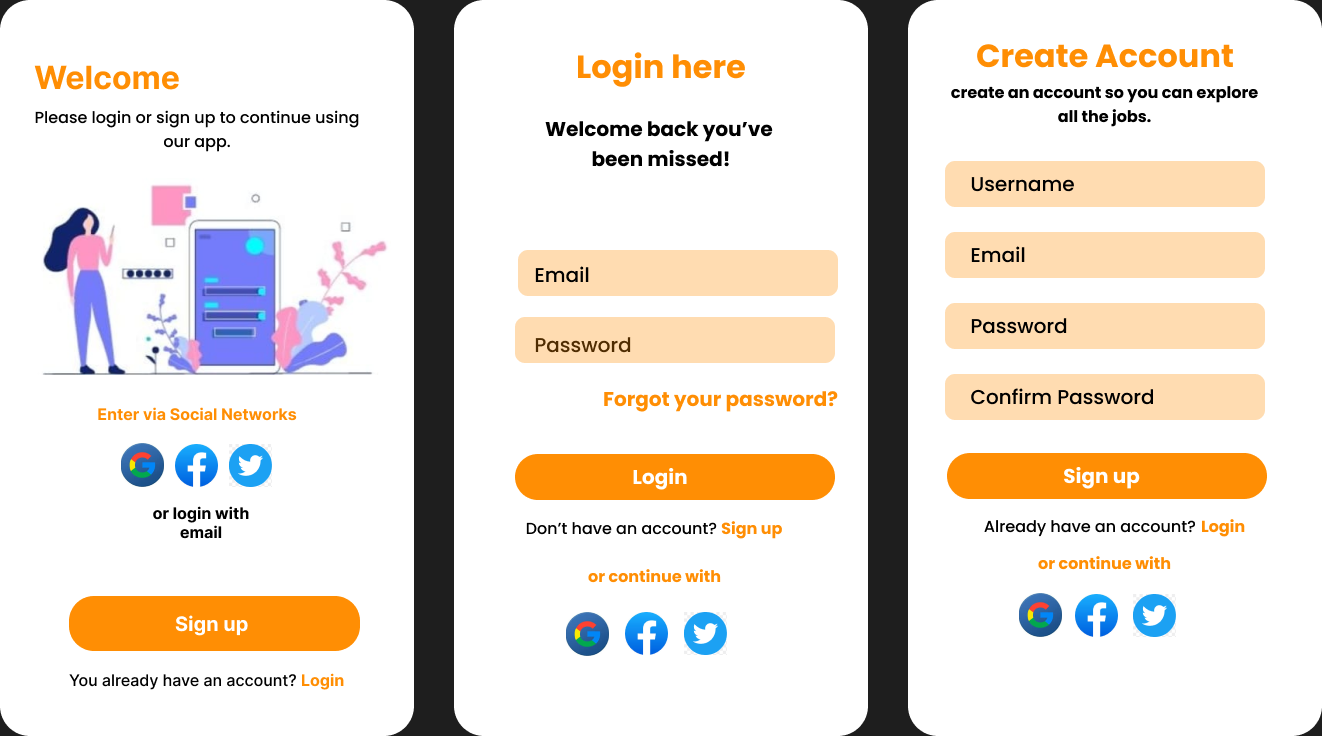 Welcome
Please login or sign up to continue using
our app.
Enter via Social Networks
or login with
email
Sign up
You already have an account? Login
Login here
Welcome back you’ve
been missed!
Email
Password
Forgot your password?
Login
Don’t have an account? Sign up
or continue with
Create Account
create an account so you can explore
all the jobs.
Username
Email
Password
Confirm Password
Sign up
Already have an account? Login
or continue with